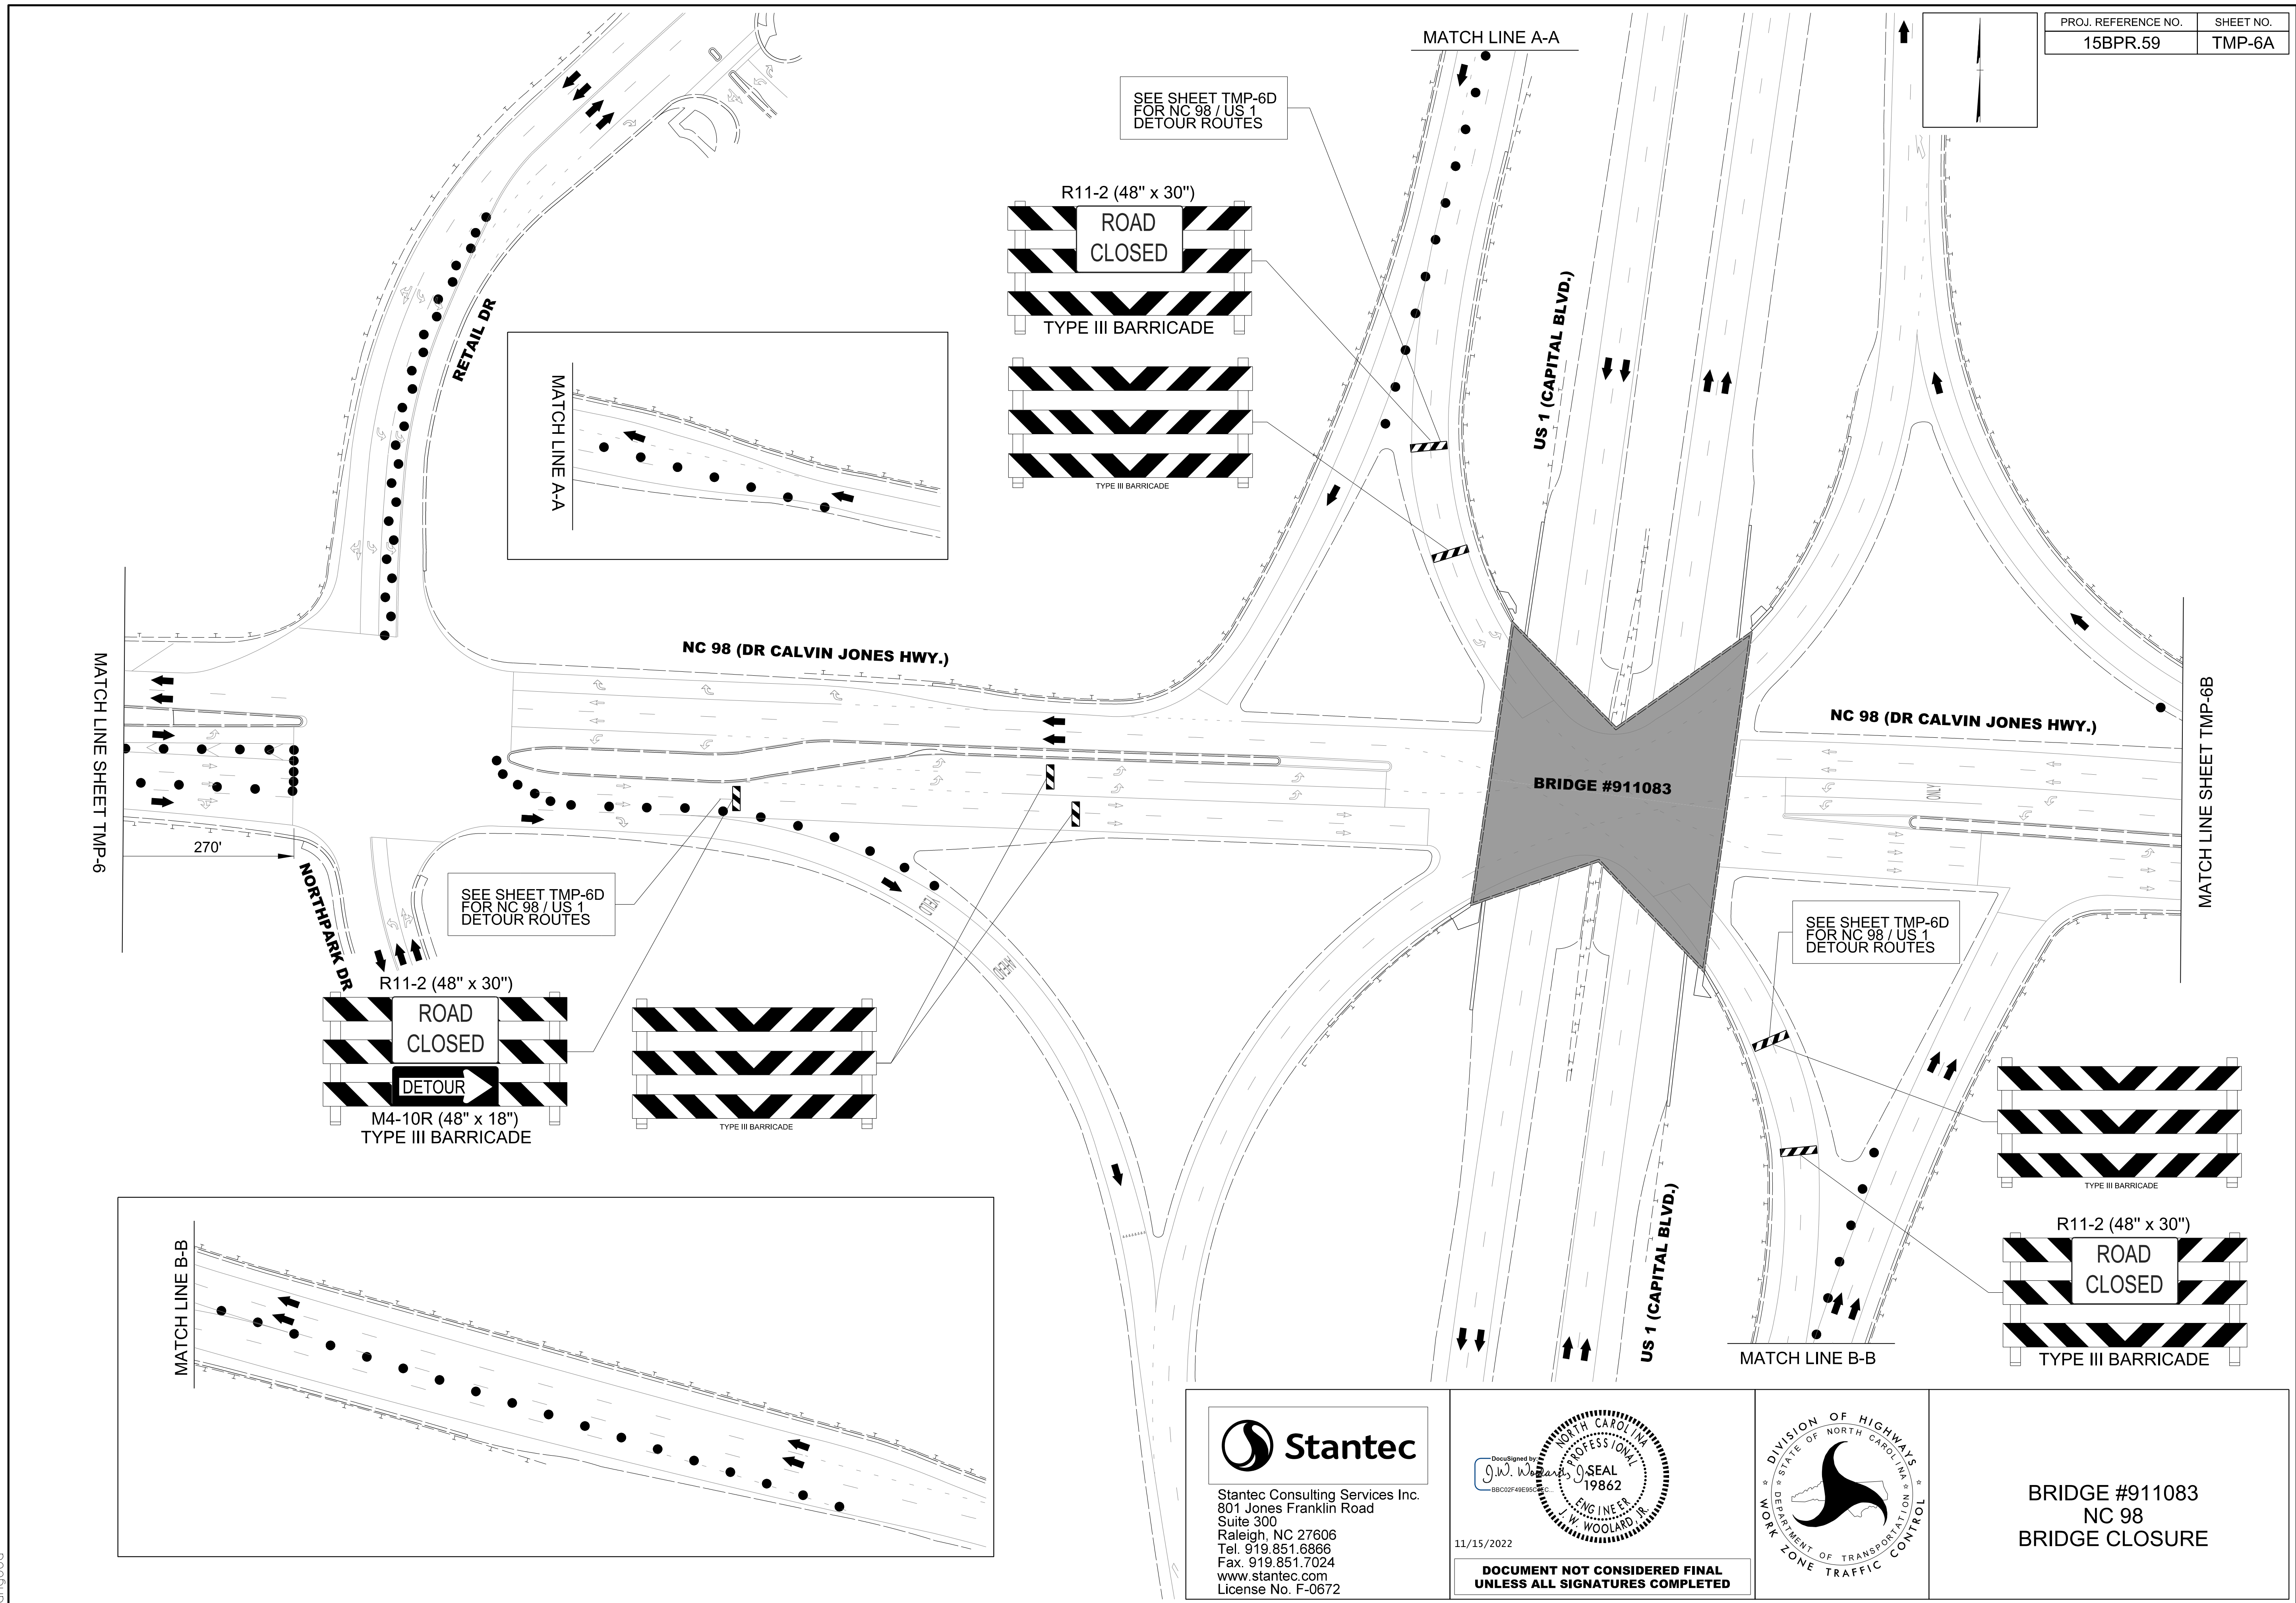 PROJ. REFERENCE NO.
SHEET NO.
15BPR.59
TMP-6A
MATCH LINE A-A
SEE SHEET TMP-6D
FOR NC 98 / US 1
DETOUR ROUTES
R11-2 (48" x 30")
ROAD
CLOSED
TYPE III BARRICADE
TYPE III BARRICADE
US 1 (CAPITAL BLVD.)
RETAIL DR
MATCH LINE A-A
MATCH LINE SHEET TMP-6
NC 98 (DR CALVIN JONES HWY.)
NC 98 (DR CALVIN JONES HWY.)
MATCH LINE SHEET TMP-6B
BRIDGE #911083
ONLY
270'
NORTHPARK DR
SEE SHEET TMP-6D
FOR NC 98 / US 1
DETOUR ROUTES
SEE SHEET TMP-6D
FOR NC 98 / US 1
DETOUR ROUTES
AHEAD
R11-2 (48" x 30")
ROAD
CLOSED
DETOUR
M4-10R (48" x 18")
TYPE III BARRICADE
TYPE III BARRICADE
TYPE III BARRICADE
US 1 (CAPITAL BLVD.)
R11-2 (48" x 30")
ROAD
CLOSED
TYPE III BARRICADE
MATCH LINE B-B
MATCH LINE B-B
Stantec
Stantec Consulting Services Inc.
801 Jones Franklin Road
Suite 300
Raleigh, NC 27606
Tel. 919.851.6866
Fax. 919.851.7024
www.stantec.com
License No. F-0672
DocuSigned by:
J.W. Woolard, Jr.
NORTH CAROLINA
PROFESSIONAL
SEAL
19862
ENGINEER
J. W. WOOLARD, JR.
11/15/2022
DOCUMENT NOT CONSIDERED FINAL
UNLESS ALL SIGNATURES COMPLETED
DIVISION OF HIGHWAYS
STATE OF NORTH CAROLINA
DEPARTMENT OF TRANSPORTATION
WORK ZONE TRAFFIC CONTROL
BRIDGE #911083
NC 98
BRIDGE CLOSURE